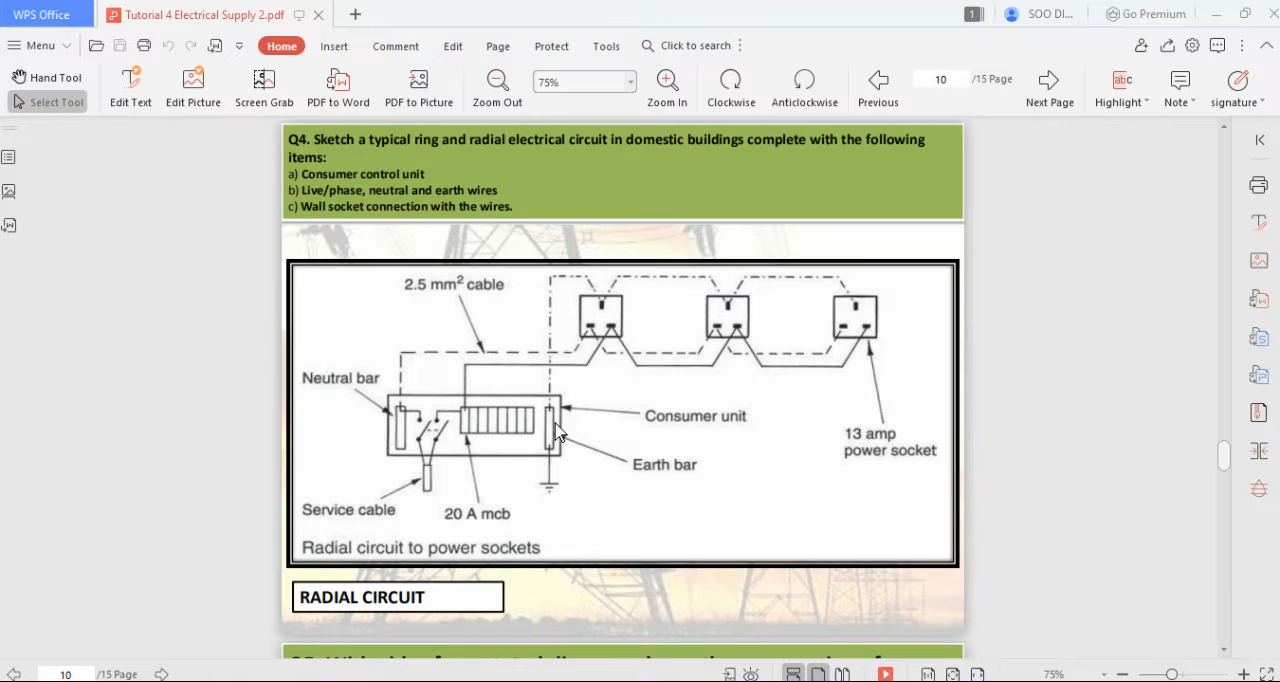 WPS Office
Tutorial 4 Electrical Supply 2.pdf
1
SOO DI...
Go Premium
Menu
Home
Insert
Comment
Edit
Page
Protect
Tools
Click to search
Hand Tool
Select Tool
Edit Text
Edit Picture
Screen Grab
PDF to Word
PDF to Picture
Zoom Out
75%
Zoom In
Clockwise
Anticlockwise
Previous
10
/15 Page
Next Page
abc
Highlight
Note
signature
Q4. Sketch a typical ring and radial electrical circuit in domestic buildings complete with the following
items:
a) Consumer control unit
b) Live/phase, neutral and earth wires
c) Wall socket connection with the wires.
2.5 mm² cable
Neutral bar
Consumer unit
13 amp
power socket
Earth bar
Service cable
20 A mcb
Radial circuit to power sockets
RADIAL CIRCUIT
10
/15 Page
75%